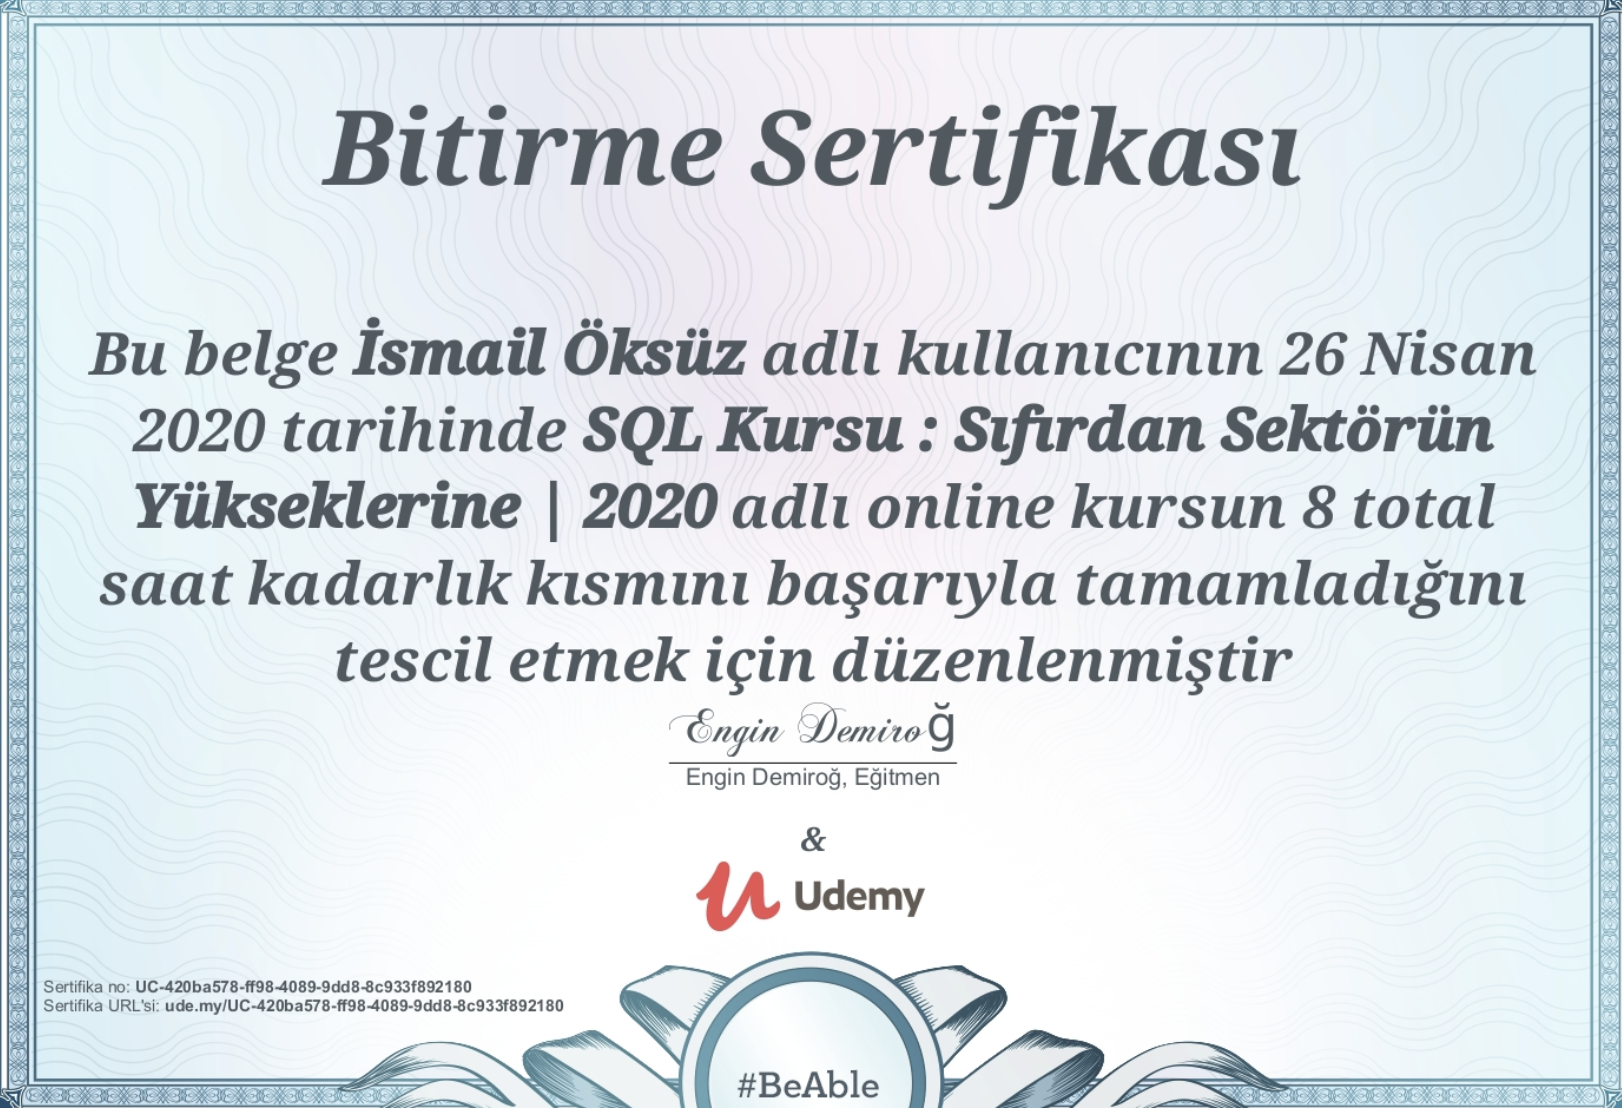 Bitirme Sertifikası
Bu belge İsmail Öksüz adlı kullanıcının 26 Nisan
2020 tarihinde SQL Kursu : Sıfırdan Sektörün
Yükseklerine | 2020 adlı online kursun 8 total
saat kadarlık kısmını başarıyla tamamladığını
tescil etmek için düzenlenmiştir
Engin Demiroğ
Engin Demiroğ, Eğitmen
&
Udemy
Sertifika no: UC-420ba578-ff98-4089-9dd8-8c933f892180
Sertifika URL'si: ude.my/UC-420ba578-ff98-4089-9dd8-8c933f892180
#BeAble